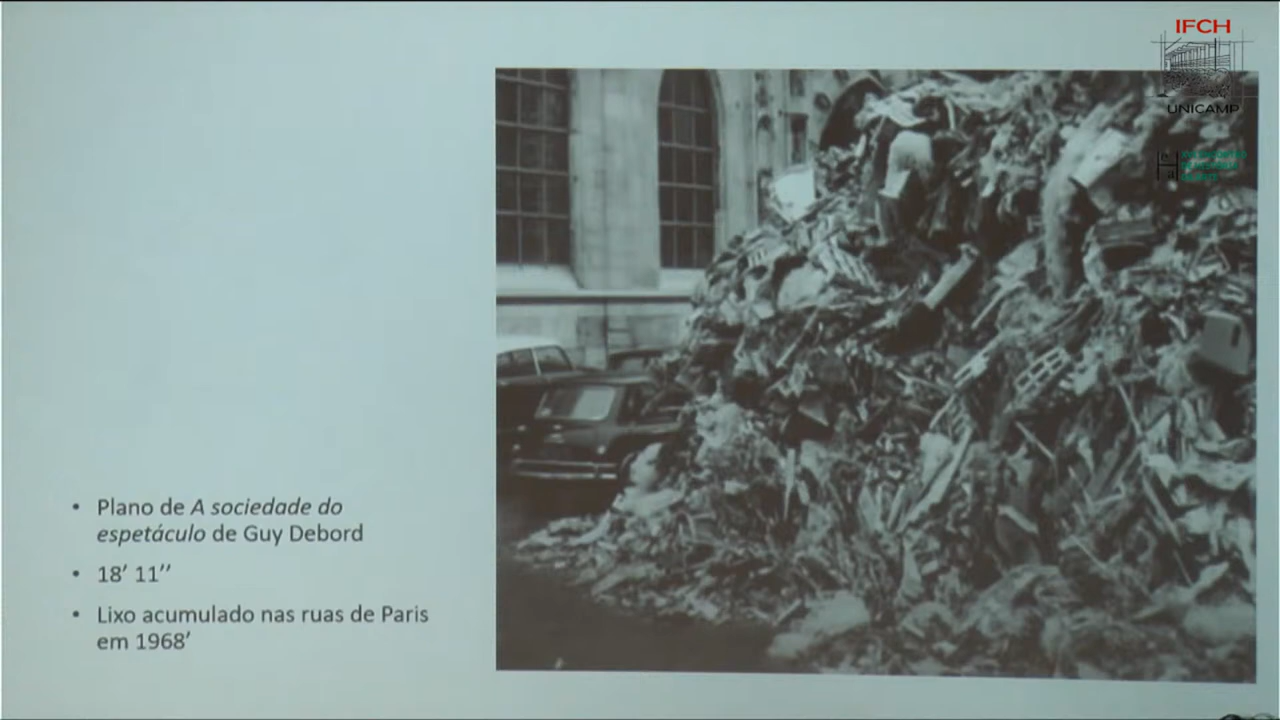 IFCH
UNICAMP
• Plano de A sociedade do
espetáculo de Guy Debord
• 18’ 11’’
• Lixo acumulado nas ruas de Paris
em 1968’